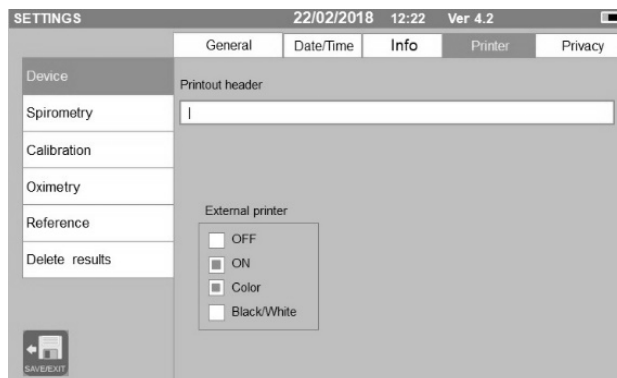 SETTINGS 22/02/2018 12:22 Ver 4.2
General Date/Time Info Printer Privacy
Device
Printout header
Spirometry
Calibration
Oximetry
Reference
External printer
OFF
Delete results
ON
Color
Black/White
SAVE/EXIT